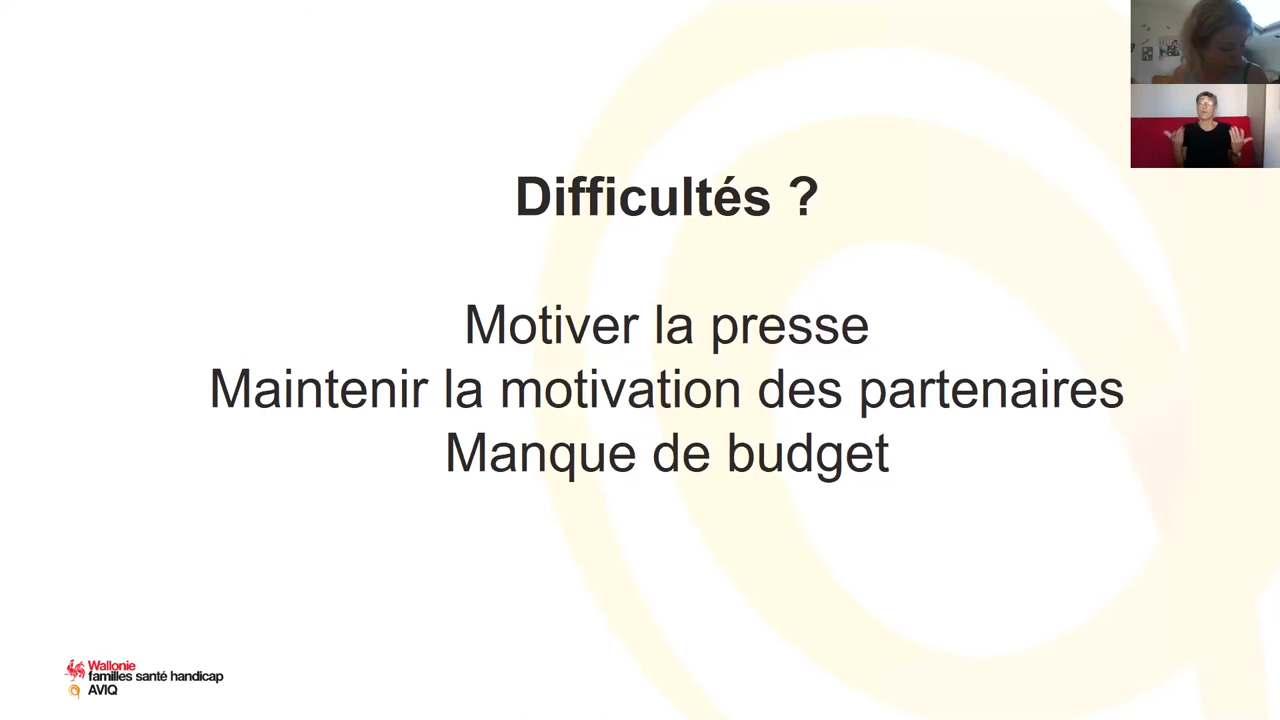 Difficultés ?
Motiver la presse
Maintenir la motivation des partenaires
Manque de budget
Wallonie
familles santé handicap
AVIQ